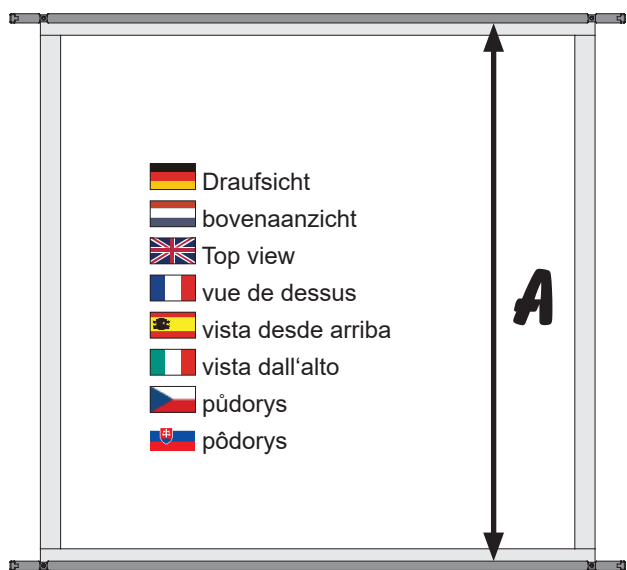 Draufsicht
bovenaanzicht
Top view
vue de dessus
vista desde arriba
vista dall‘alto
půdorys
pôdorys
A